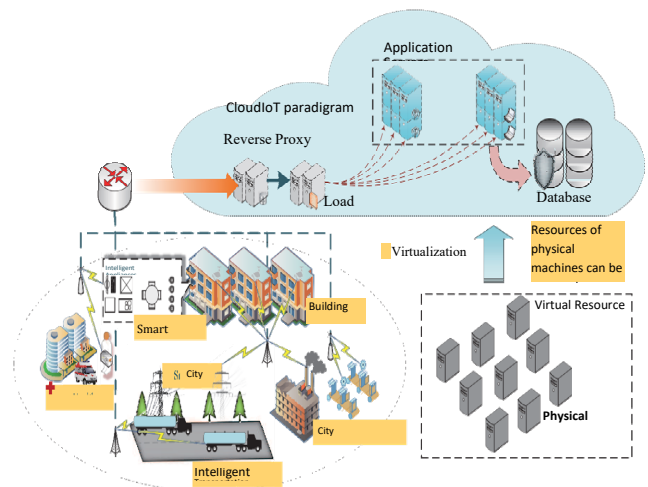 Application
CloudIoT paradigm
Reverse Proxy
Load
Database
Virtualization
Resources of
physical
machines can be
Intelligent
Smart
Building
Virtual Resource
City
Physical
City
Intelligent